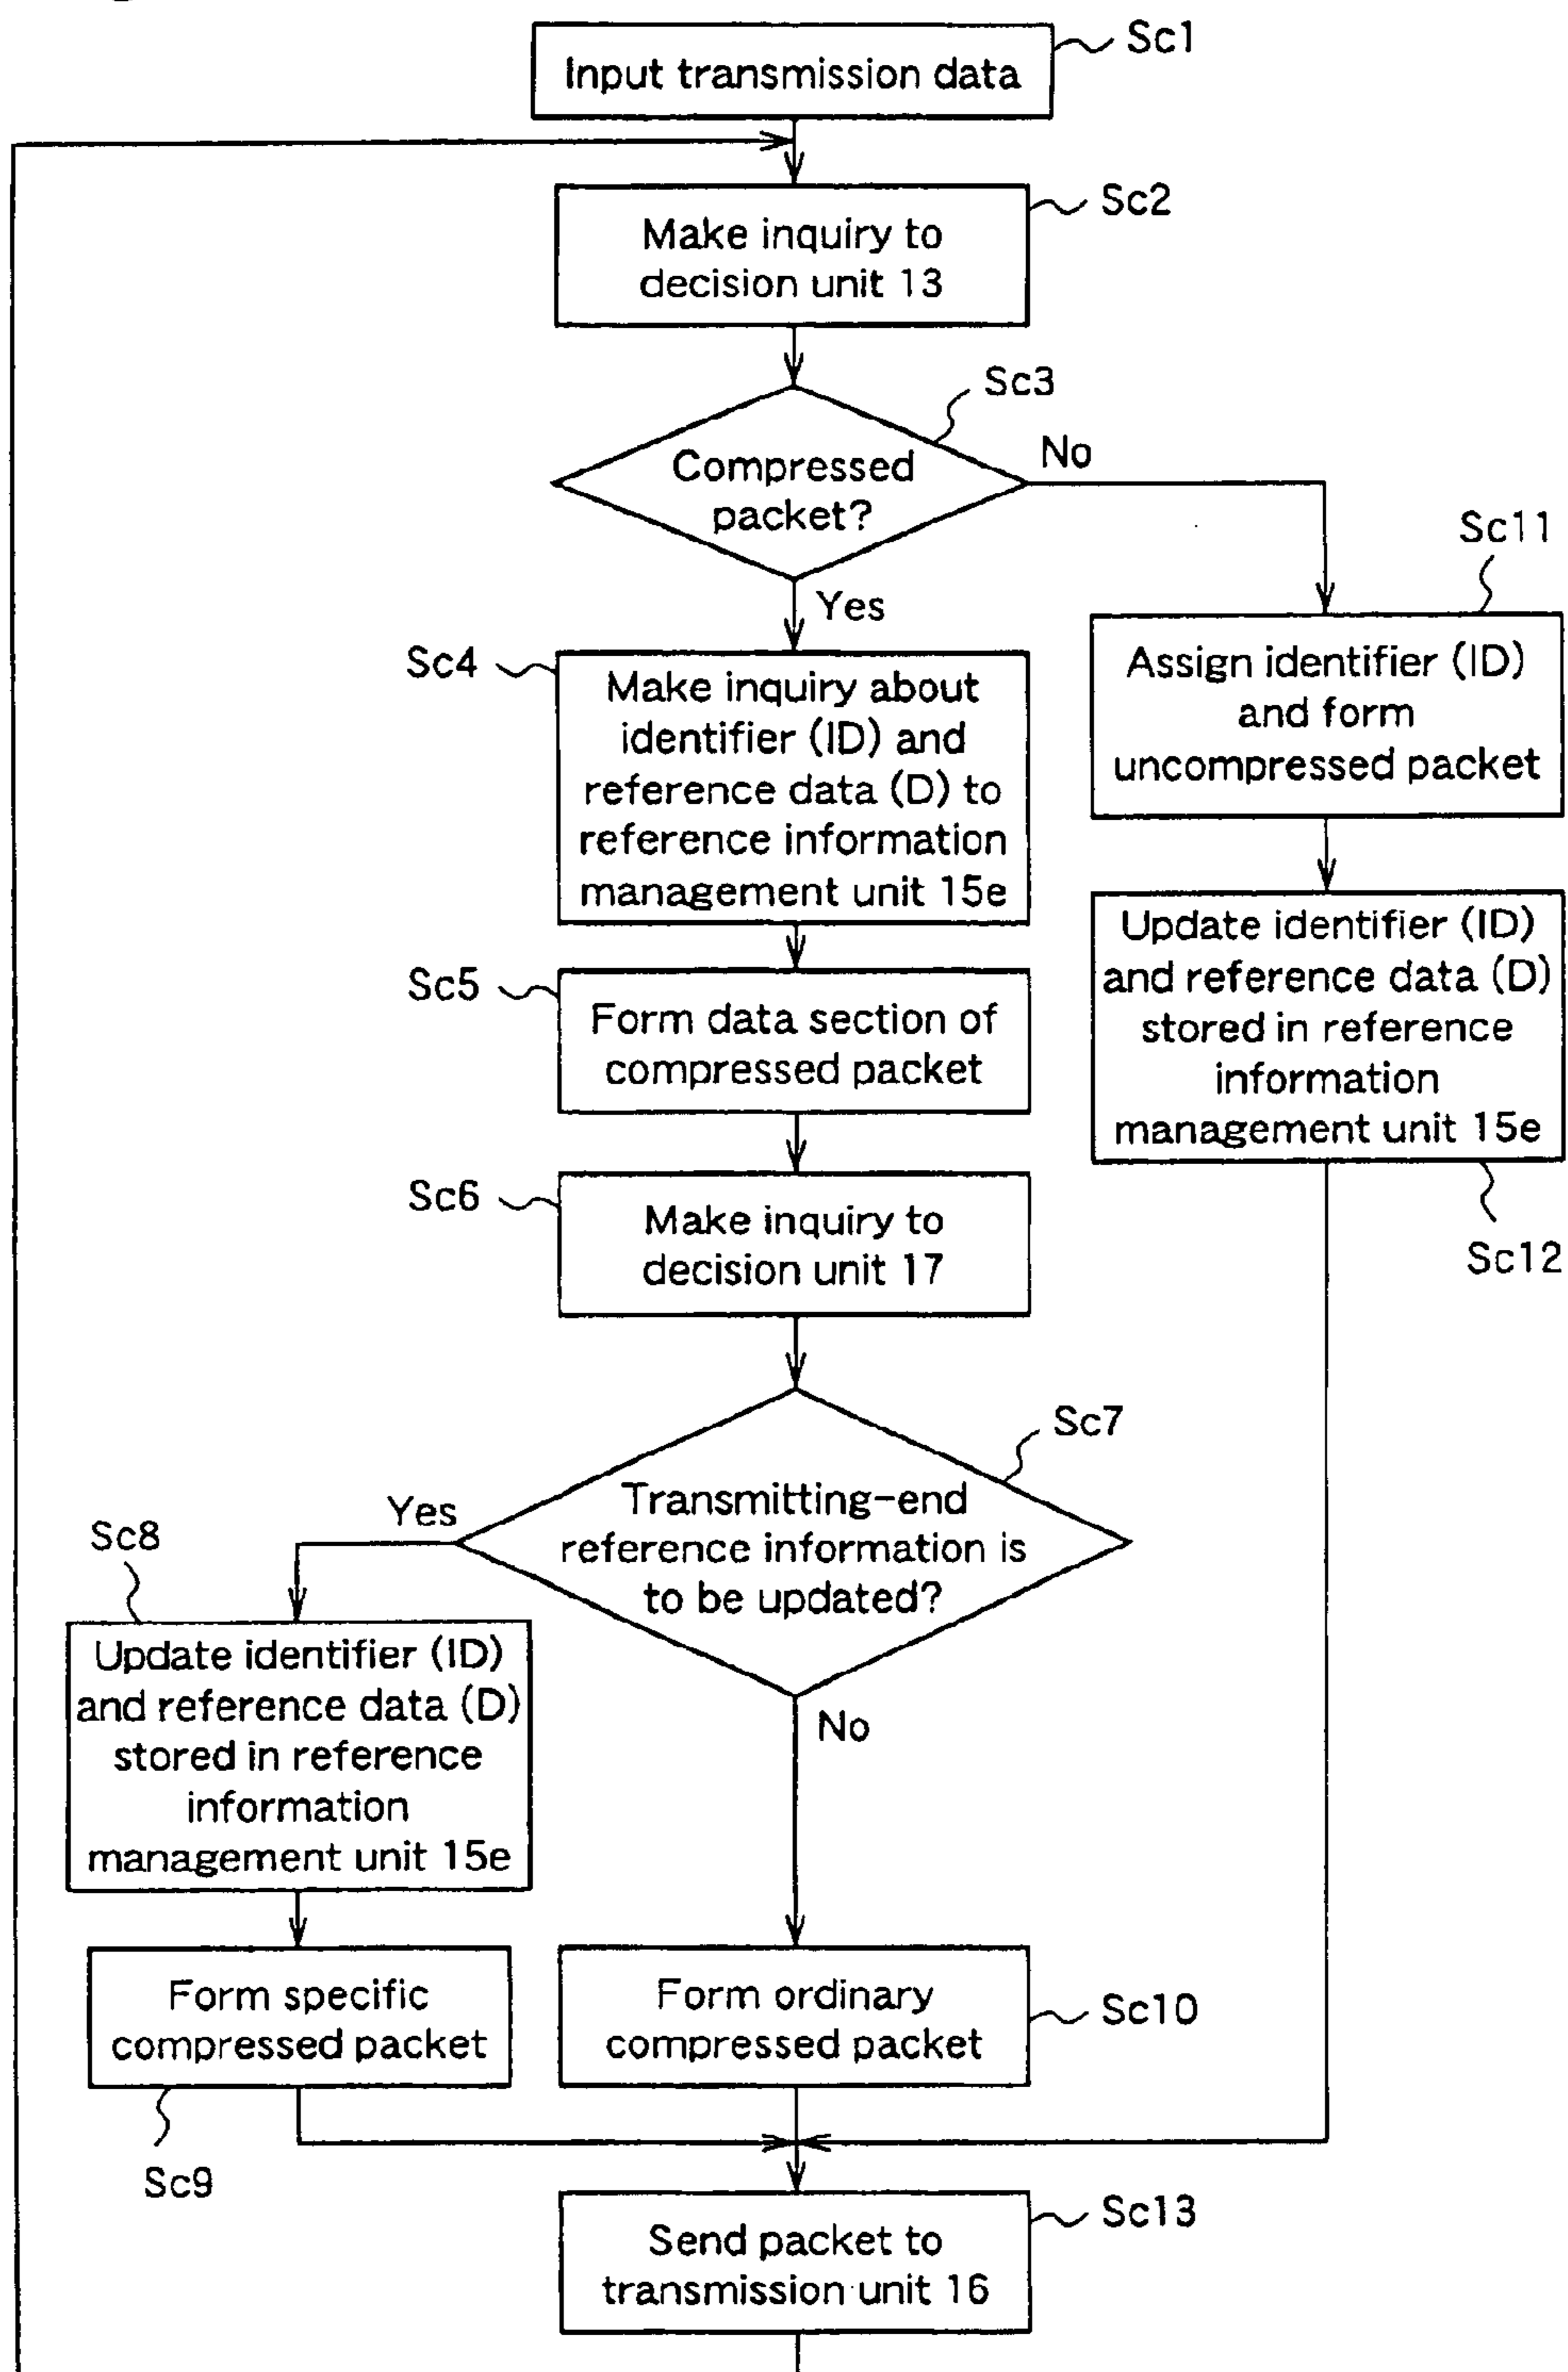 Sc1
Input transmission data
Sc2
Make inquiry to
decision unit 13
Sc3
Compressed
packet?
No
Yes
Sc11
Assign identifier (ID)
and form
uncompressed packet
Sc4
Make inquiry about
identifier (ID) and
reference data (D) to
reference information
management unit 15e
Update identifier (ID)
and reference data (D)
stored in reference
information
management unit 15e
Sc12
Sc5
Form data section of
compressed packet
Sc6
Make inquiry to
decision unit 17
Sc7
Transmitting-end
reference information is
to be updated?
Yes
No
Sc8
Update identifier (ID)
and reference data (D)
stored in reference
information
management unit 15e
Form specific
compressed packet
Sc9
Form ordinary
compressed packet
Sc10
Sc13
Send packet to
transmission unit 16